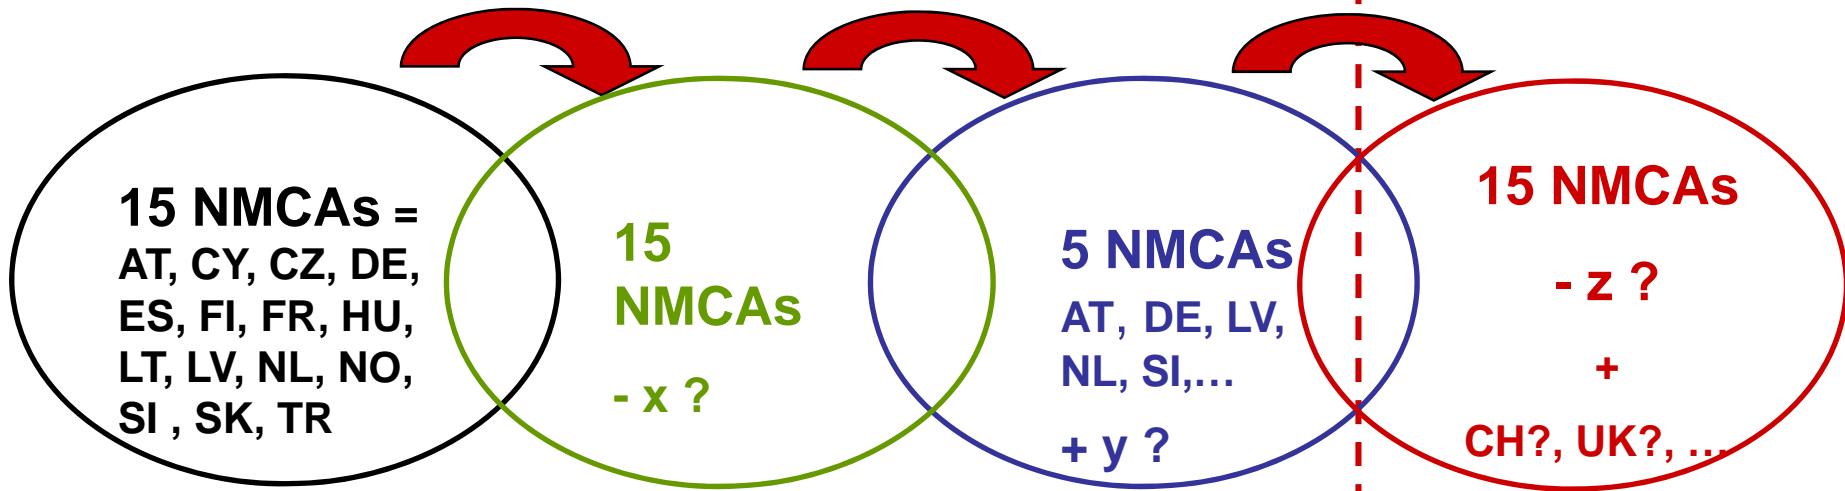 15 NMCAs =
AT, CY, CZ, DE,
ES, FI, FR, HU,
LT, LV, NL, NO,
SI , SK, TR
15
NMCAs
- x ?
5 NMCAs
AT, DE, LV,
NL, SI,...
+ y ?
15 NMCAs
- z ?
+
CH?, UK?, ...